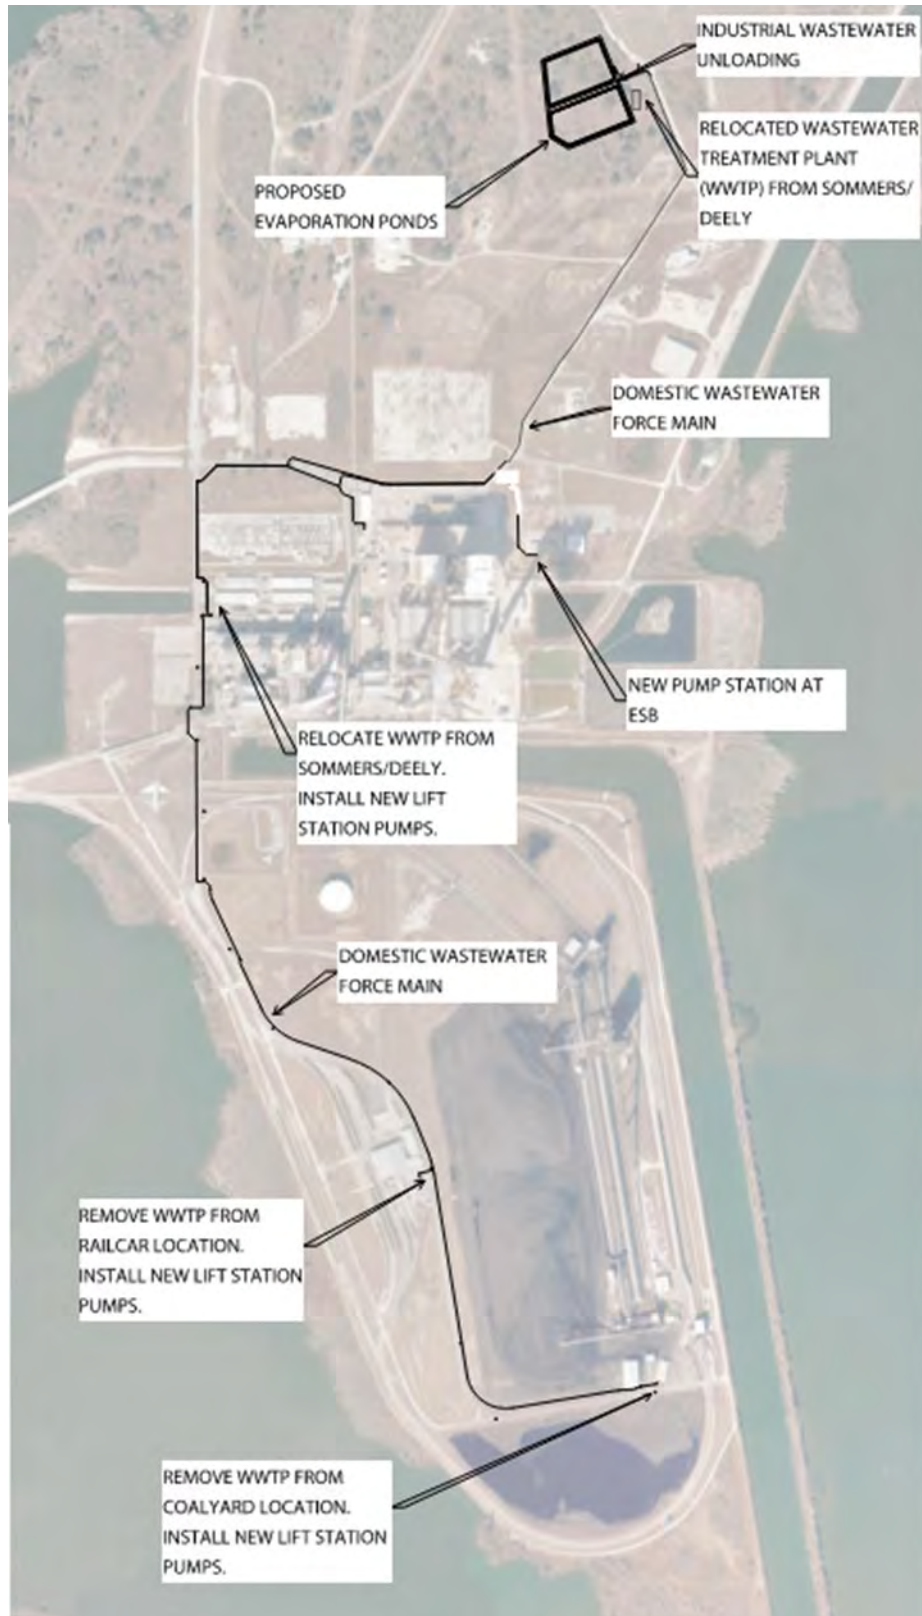 INDUSTRIAL WASTEWATER
UNLOADING
RELOCATED WASTEWATER
TREATMENT PLANT
(WWTP) FROM SOMMERS/
DEELY
PROPOSED
EVAPORATION PONDS
DOMESTIC WASTEWATER
FORCE MAIN
NEW PUMP STATION AT
ESB
RELOCATE WWTP FROM
SOMMERS/DEELY.
INSTALL NEW LIFT
STATION PUMPS.
DOMESTIC WASTEWATER
FORCE MAIN
REMOVE WWTP FROM
RAILCAR LOCATION.
INSTALL NEW LIFT STATION
PUMPS.
REMOVE WWTP FROM
COALYARD LOCATION.
INSTALL NEW LIFT STATION
PUMPS.